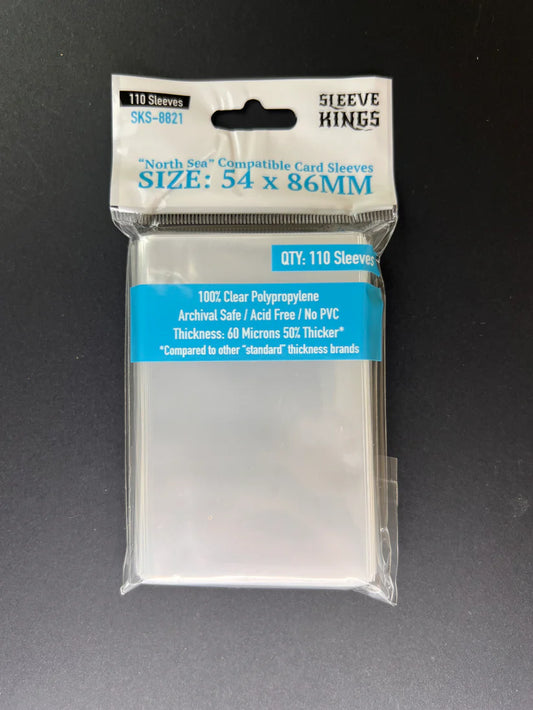 110 Sleeves
SKS-8821
SLEEVE
KINGS
"North Sea" Compatible Card Sleeves
SIZE: 54 x 86MM
QTY: 110 Sleeves
100% Clear Polypropylene
Archival Safe / Acid Free / No PVC
Thickness: 60 Microns 50% Thicker*
*Compared to other "standard" thickness brands